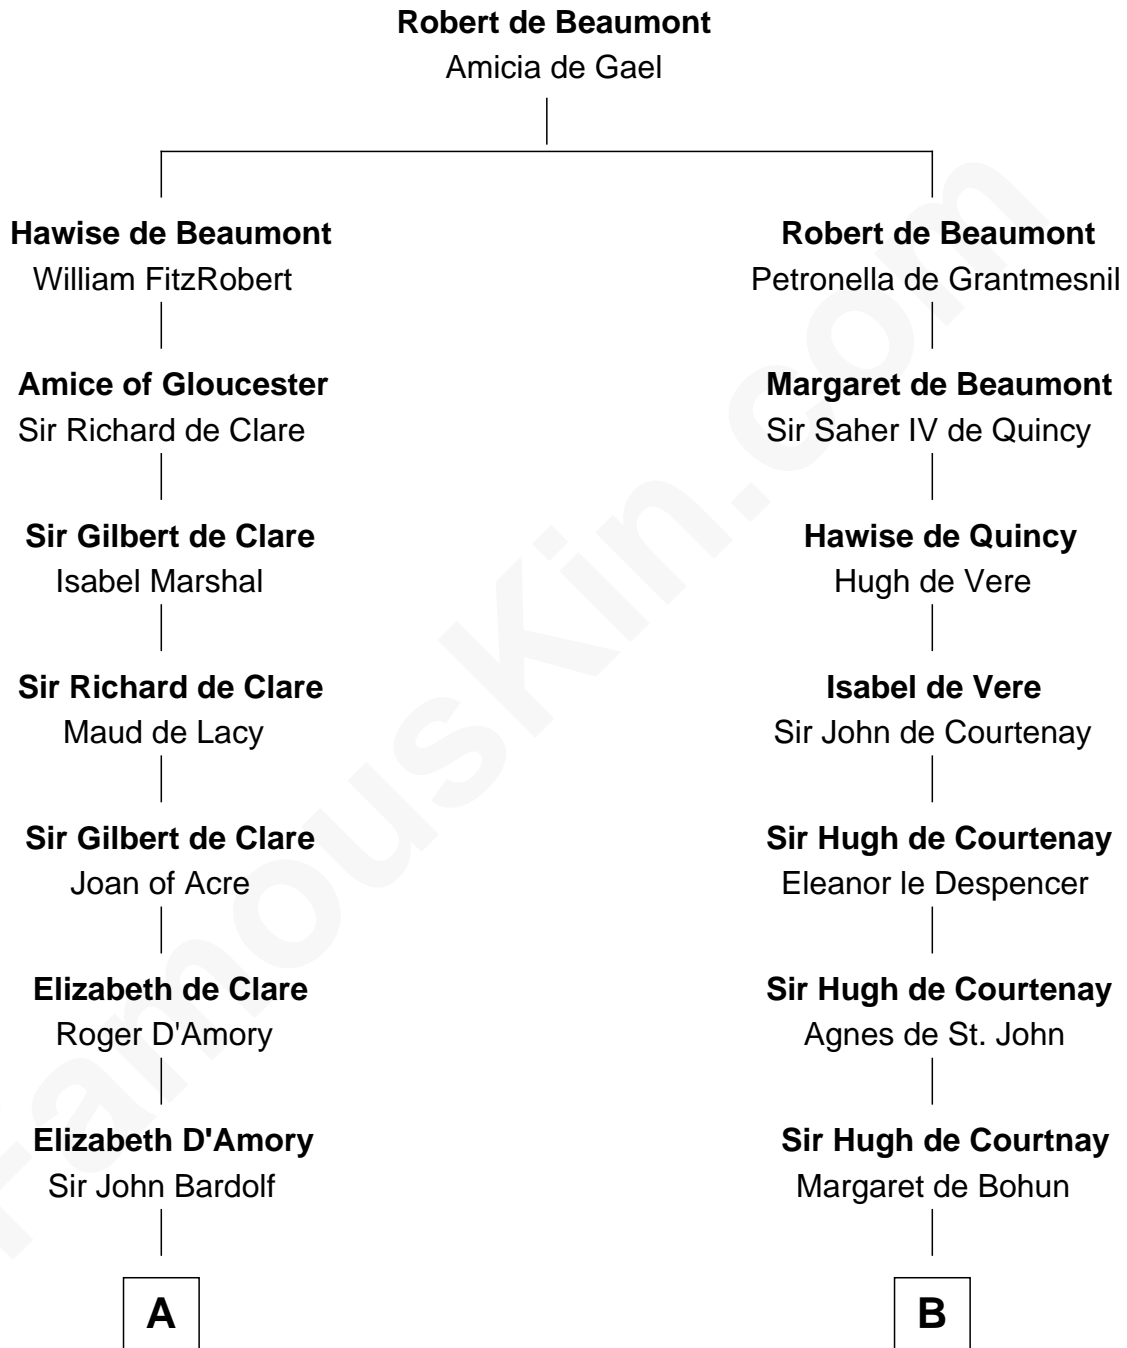 Robert de Beaumont
Amicia de Gael
Hawise de Beaumont
William FitzRobert
Robert de Beaumont
Petronella de Grantmesnil
Amice of Gloucester
Sir Richard de Clare
Margaret de Beaumont
Sir Saher IV de Quincy
Sir Gilbert de Clare
Isabel Marshal
Hawise de Quincy
Hugh de Vere
Sir Richard de Clare
Maud de Lacy
Isabel de Vere
Sir John de Courtenay
Sir Gilbert de Clare
Joan of Acre
Sir Hugh de Courtenay
Eleanor le Despencer
Elizabeth de Clare
Roger D'Amory
Sir Hugh de Courtenay
Agnes de St. John
Elizabeth D'Amory
Sir John Bardolf
Sir Hugh de Courtnay
Margaret de Bohun
A
B
FamousKin.com